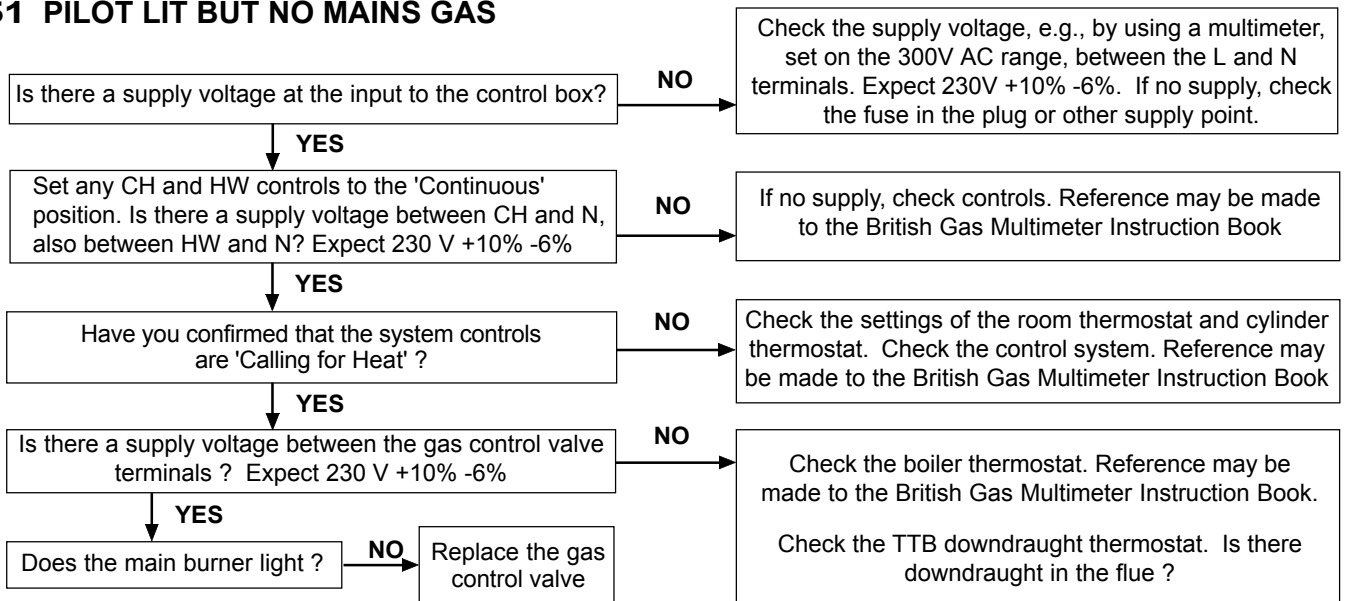 51 PILOT LIT BUT NO MAINS GAS
Is there a supply voltage at the input to the control box?
NO
Check the supply voltage, e.g., by using a multimeter,
set on the 300V AC range, between the L and N
terminals. Expect 230V +10% -6%. If no supply, check
the fuse in the plug or other supply point.
YES
Set any CH and HW controls to the 'Continuous'
position. Is there a supply voltage between CH and N,
also between HW and N? Expect 230 V +10% -6%
NO
If no supply, check controls. Reference may be made
to the British Gas Multimeter Instruction Book
YES
Have you confirmed that the system controls
are 'Calling for Heat' ?
NO
Check the settings of the room thermostat and cylinder
thermostat. Check the control system. Reference may
be made to the British Gas Multimeter Instruction Book
YES
Is there a supply voltage between the gas control valve
terminals ? Expect 230 V +10% -6%
NO
Check the boiler thermostat. Reference may be
made to the British Gas Multimeter Instruction Book.
Check the TTB downdraught thermostat. Is there
downdraught in the flue ?
YES
Does the main burner light ?
NO
Replace the gas
control valve